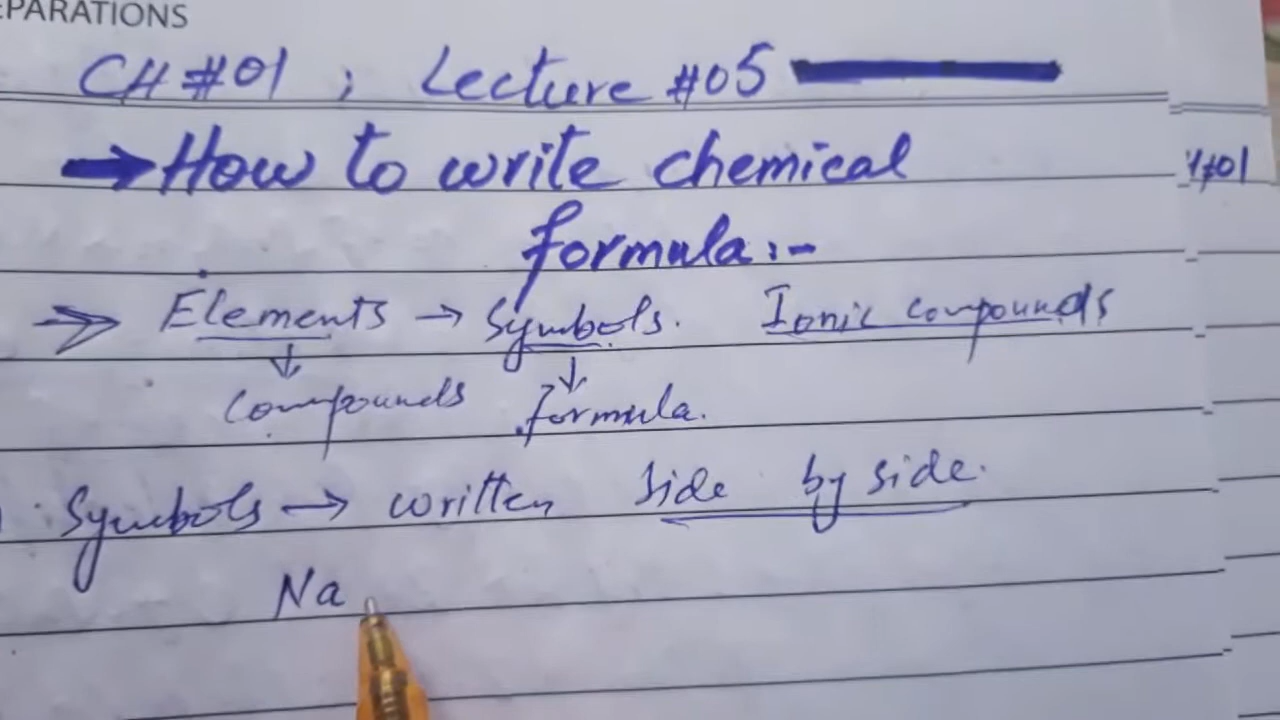 EPARATIONS
CH #01 ; Lecture #05
→ How to write chemical
formula :-
Elements → Symbols. Ionic compounds
↓ ↓
Compounds formula.
Symbols → written side by side.
Na
#01